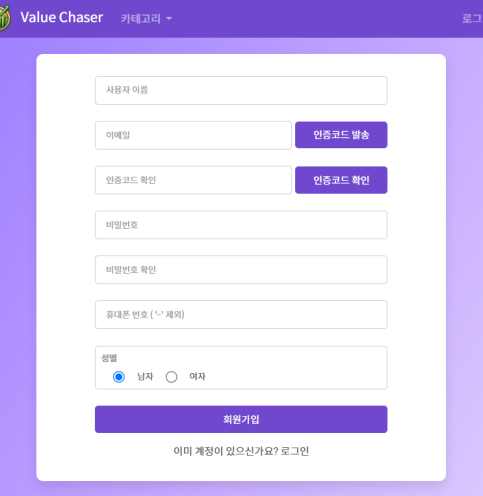 Value Chaser 카테고리 로그
사용자 이름
이메일 인증코드 발송
인증코드 확인 인증코드 확인
비밀번호
비밀번호 확인
휴대폰 번호 ( '-' 제외)
성별
남자 여자
회원가입
이미 계정이 있으신가요? 로그인